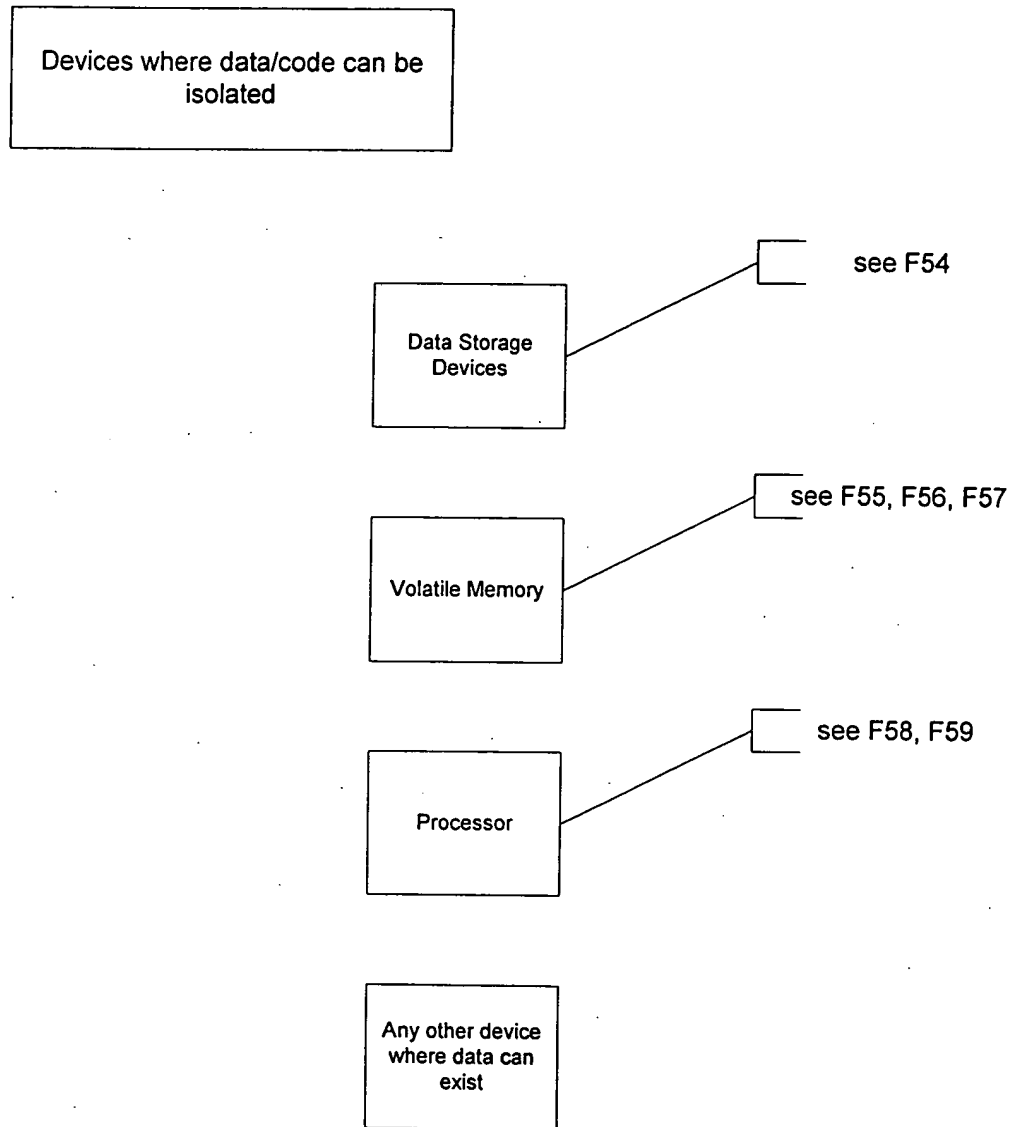 Devices where data/code can be
isolated
see F54
Data Storage
Devices
see F55, F56, F57
Volatile Memory
see F58, F59
Processor
Any other device
where data can
exist